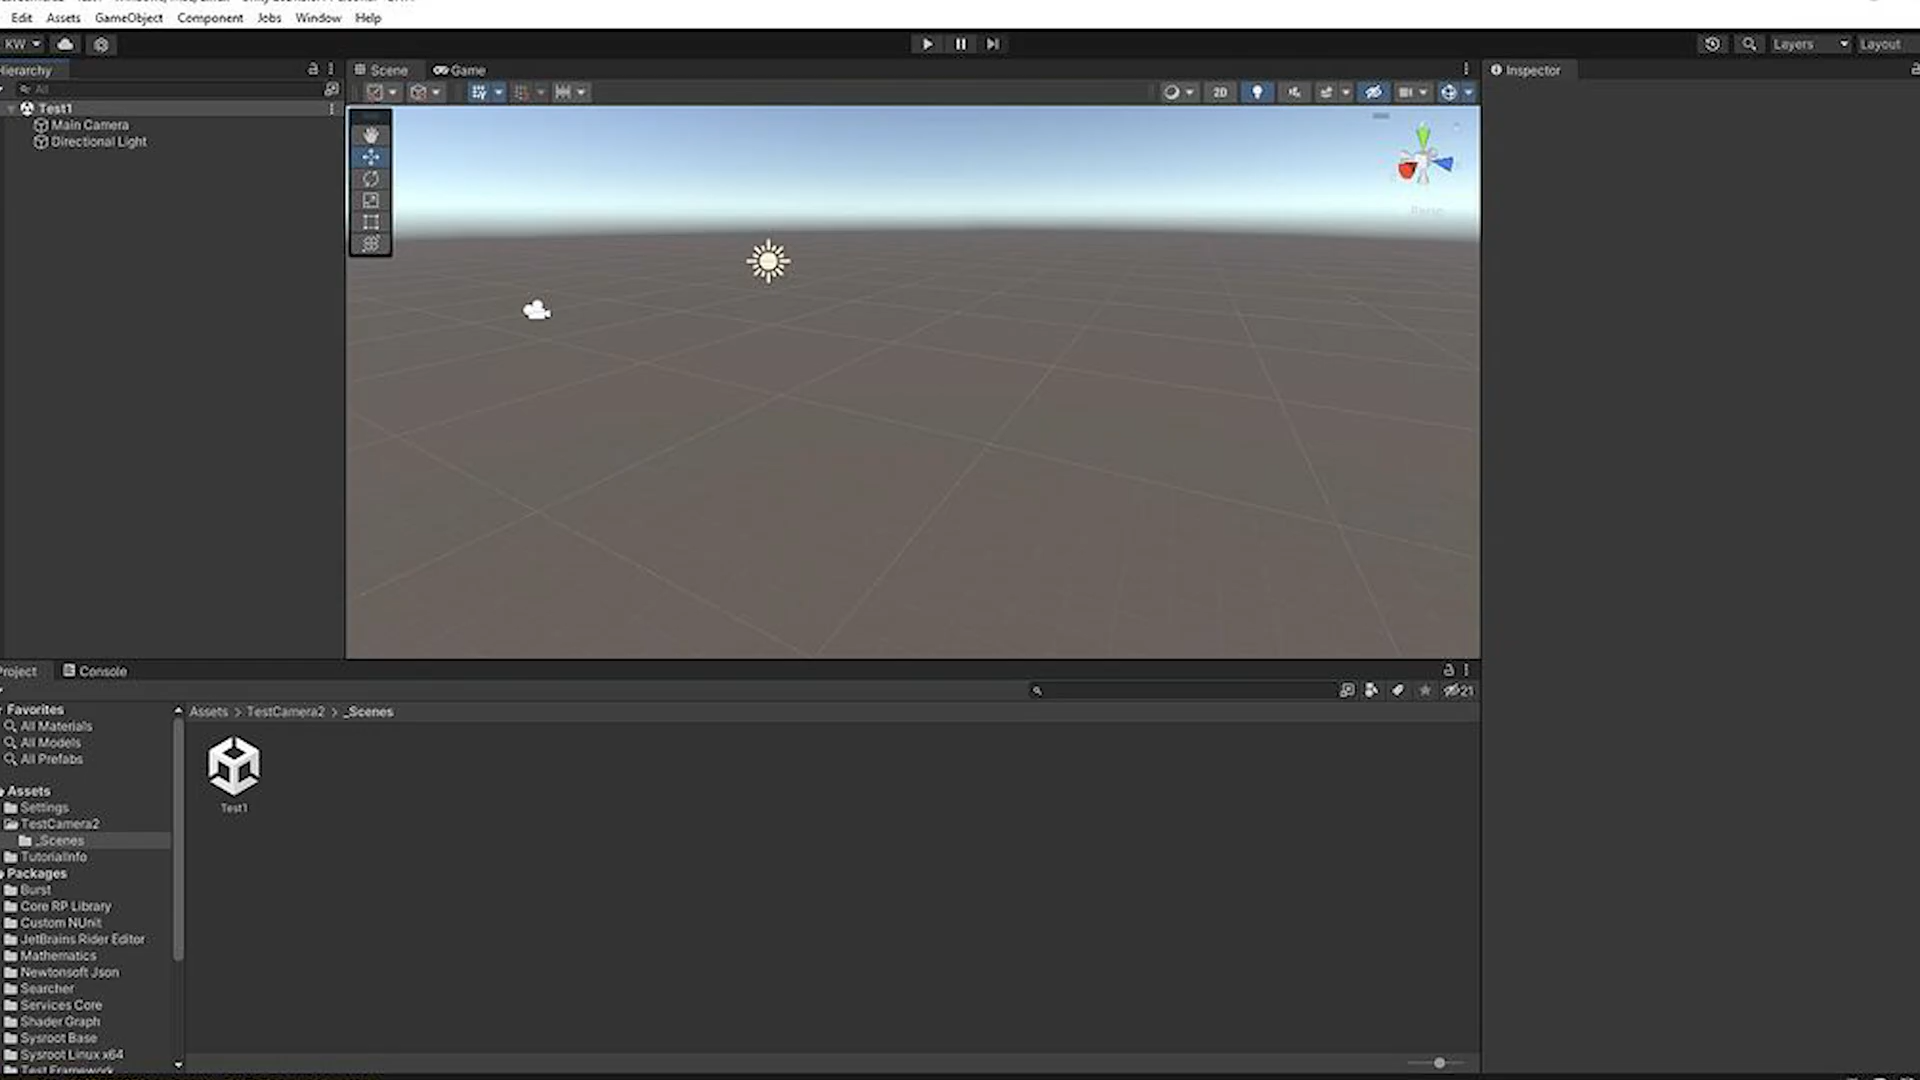 Edit Assets GameObject Component Jobs Window Help
KW Layers Layout
Hierarchy Scene Game Inspector
All 2D
Test1
Main Camera
Directional Light
Persp
Project Console
21
Favorites
All Materials
All Models
All Prefabs
Assets
Settings
TestCamera2
_Scenes
TutorialInfo
Packages
Burst
Core RP Library
Custom NUnit
JetBrains Rider Editor
Mathematics
Newtonsoft Json
Searcher
Services Core
Shader Graph
Sysroot Base
Sysroot Linux x64
Test Framework
Assets > TestCamera2 > _Scenes
Test1